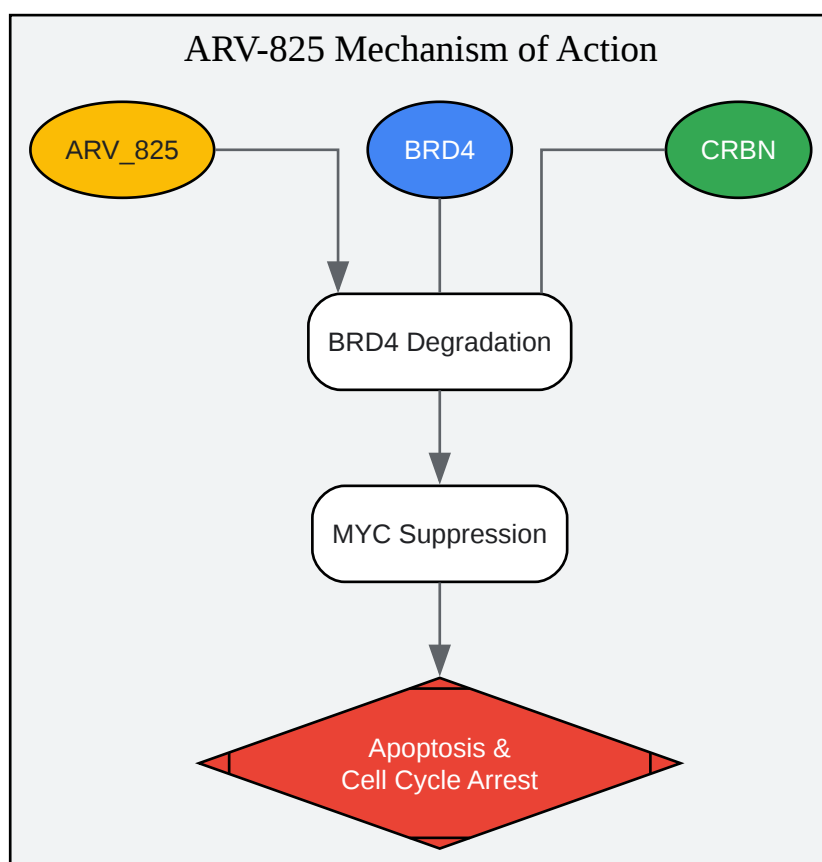 ARV-825 Mechanism of Action
ARV_825
BRD4
CRBN
BRD4 Degradation
MYC Suppression
Apoptosis &
Cell Cycle Arrest